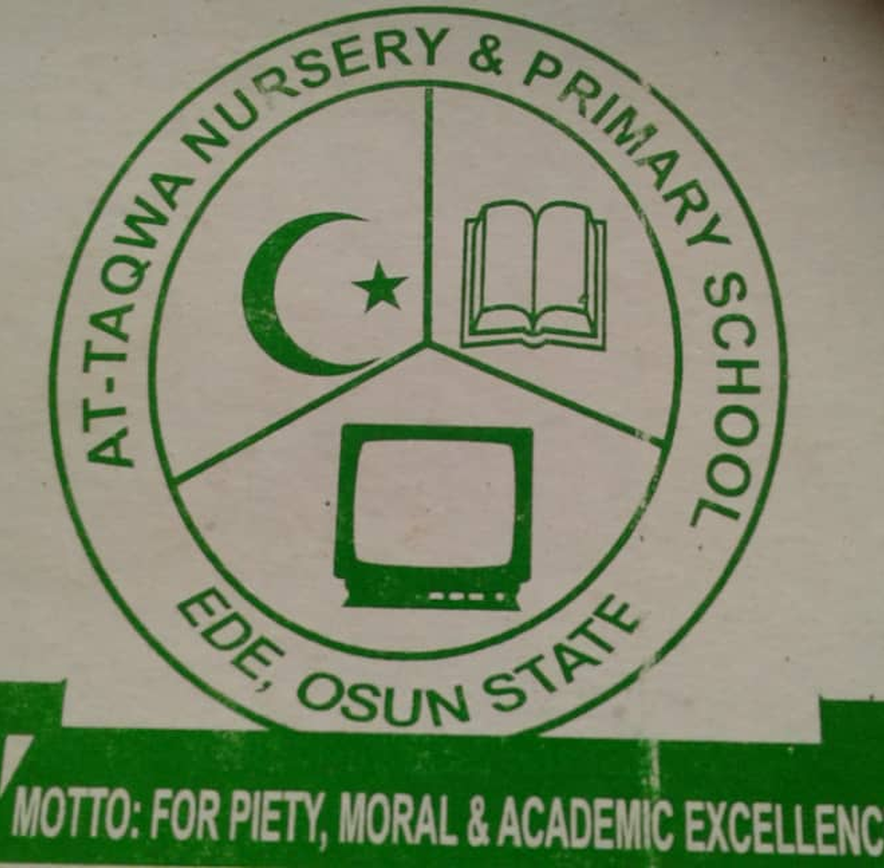 AT-TAQWA NURSERY & PRIMARY SCHOOL
EDE, OSUN STATE
MOTTO: FOR PIETY, MORAL & ACADEMIC EXCELLENC